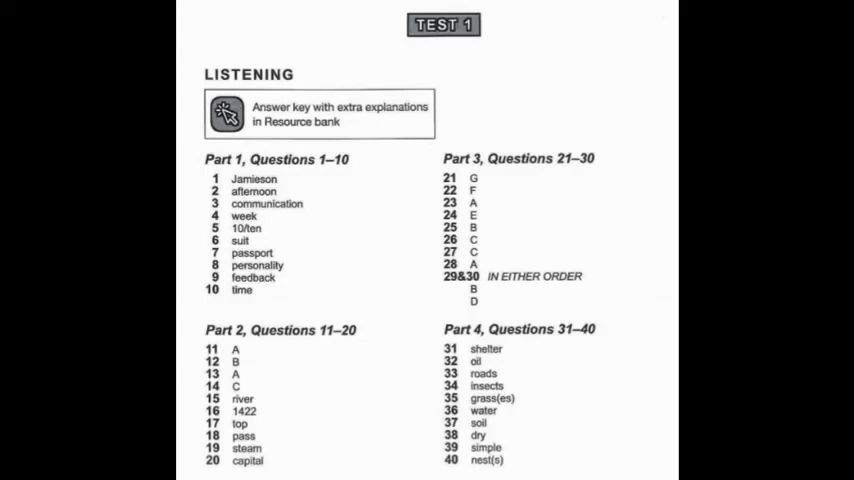 TEST 1
LISTENING
Answer key with extra explanations
in Resource bank
Part 1, Questions 1–10
1 Jamieson
2 afternoon
3 communication
4 week
5 10/ten
6 suit
7 passport
8 personality
9 feedback
10 time
Part 2, Questions 11–20
11 A
12 B
13 A
14 C
15 river
16 1422
17 top
18 pass
19 steam
20 capital
Part 3, Questions 21–30
21 G
22 F
23 A
24 E
25 B
26 C
27 C
28 A
29&30 IN EITHER ORDER
B
D
Part 4, Questions 31–40
31 shelter
32 oil
33 roads
34 insects
35 grass(es)
36 water
37 soil
38 dry
39 simple
40 nest(s)